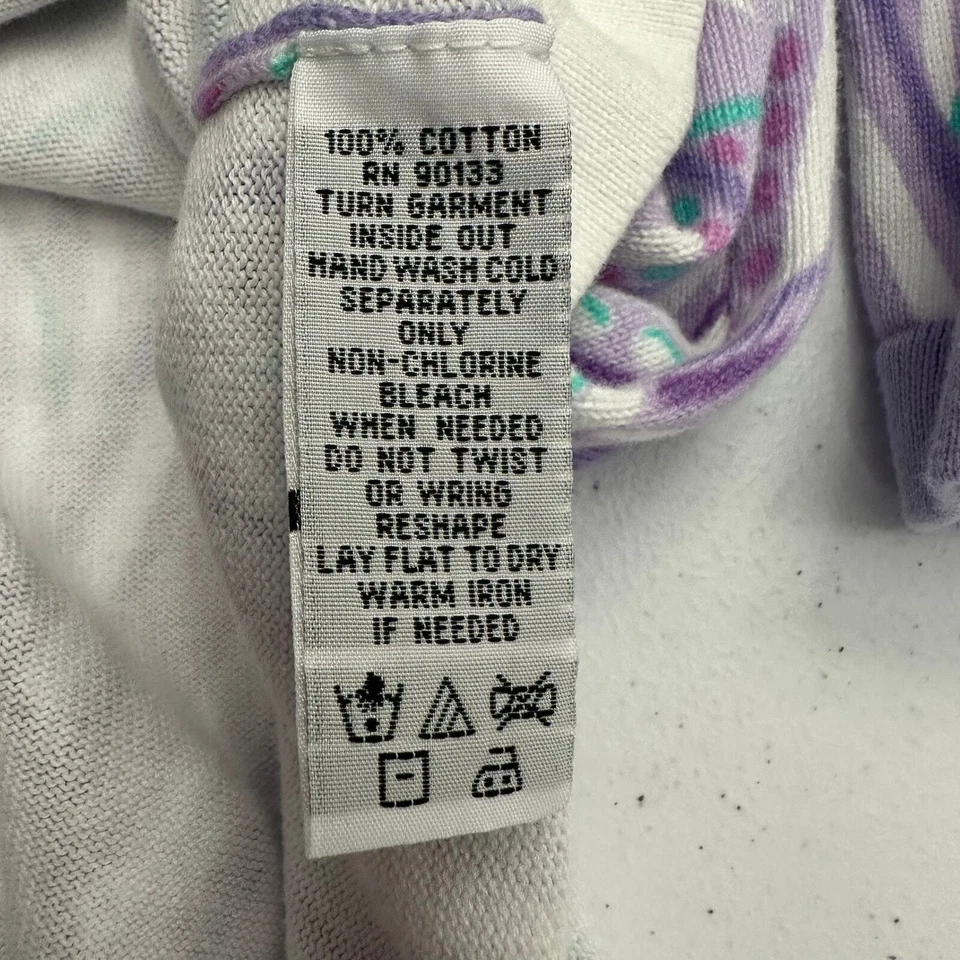 100% COTTON
RN 90133
TURN GARMENT
INSIDE OUT
HAND WASH COLD
SEPARATELY
ONLY
NON-CHLORINE
BLEACH
WHEN NEEDED
DO NOT TWIST
OR WRING
RESHAPE
LAY FLAT TO DRY
WARM IRON
IF NEEDED